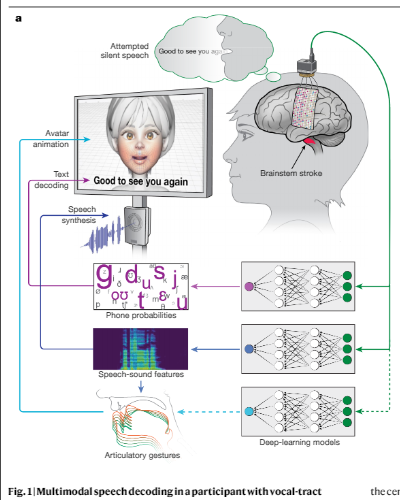 a
Attempted
silent speech
Good to see you aga
Avatar
animation
Text
decoding
Good to see you again
Speech
synthesis
Brainstem stroke
Phone probabilities
Speech-sound features
Articulatory gestures
Deep-learning models
Fig. 1 | Multimodal speech decoding in a participant with vocal-tract
the cen